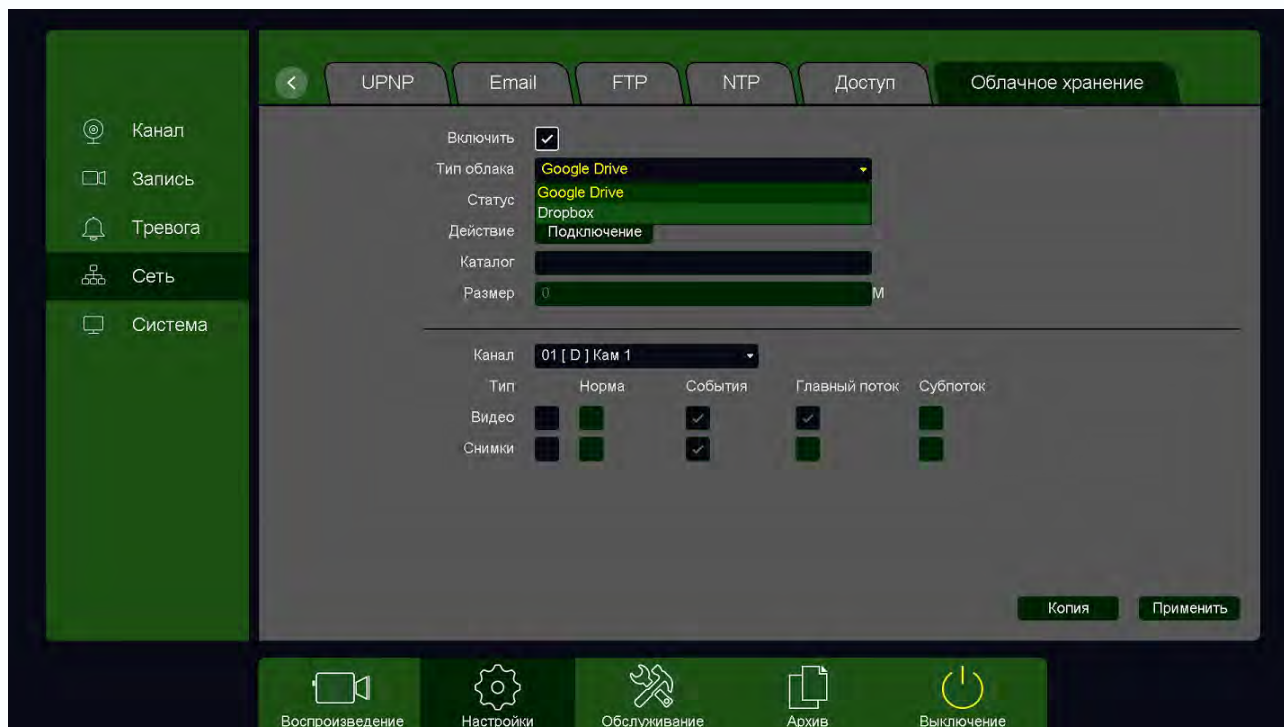 UPNP Email FTP NTP Доступ Облачное хранение
Канал
Запись
Тревога
Сеть
Система
Включить
Тип облака Google Drive
Google Drive
Статус
Dropbox
Действие Подключение
Каталог
Размер 0 М
Канал 01 [ D ] Кам 1
Тип Норма События Главный поток Субпоток
Видео
Снимки
Копия Применить
Воспроизведение Настройки Обслуживание Архив Выключение